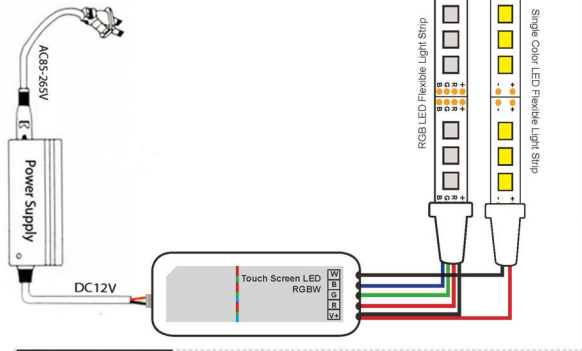 AC85-265V
Power Supply
DC12V
Touch Screen LED
RGBW
W
B
G
R
V+
RGB LED Flexible Light Strip
B G R +
B G R +
B G R +
Single Color LED Flexible Light Strip
- +
- +
- +